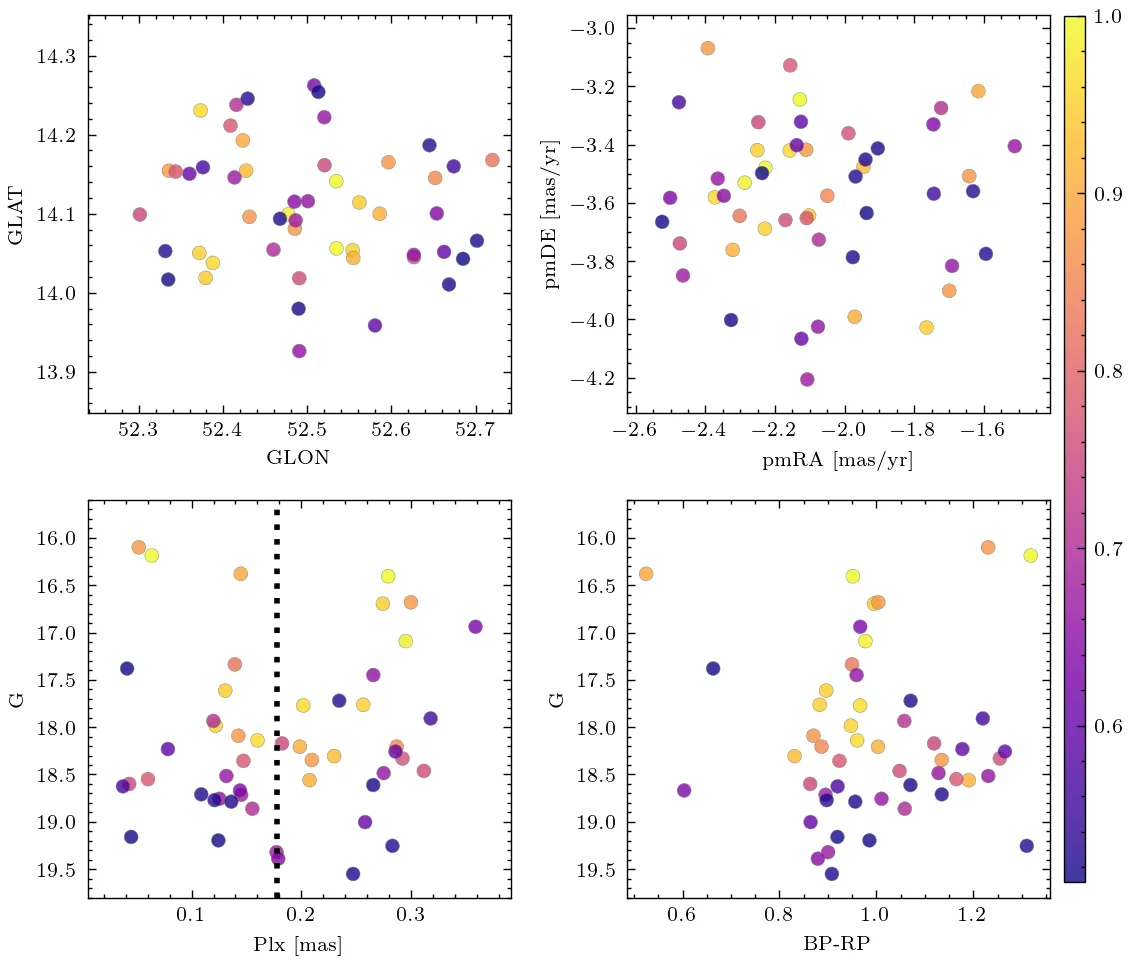 GLAT
14.3
14.2
14.1
14.0
13.9
52.3 52.4 52.5 52.6 52.7
GLON
pmDE [mas/yr]
−3.0
−3.2
−3.4
−3.6
−3.8
−4.0
−4.2
−2.6 −2.4 −2.2 −2.0 −1.8 −1.6
pmRA [mas/yr]
1.0
0.9
0.8
0.7
0.6
G
16.0
16.5
17.0
17.5
18.0
18.5
19.0
19.5
0.1 0.2 0.3
Plx [mas]
G
16.0
16.5
17.0
17.5
18.0
18.5
19.0
19.5
0.6 0.8 1.0 1.2
BP-RP